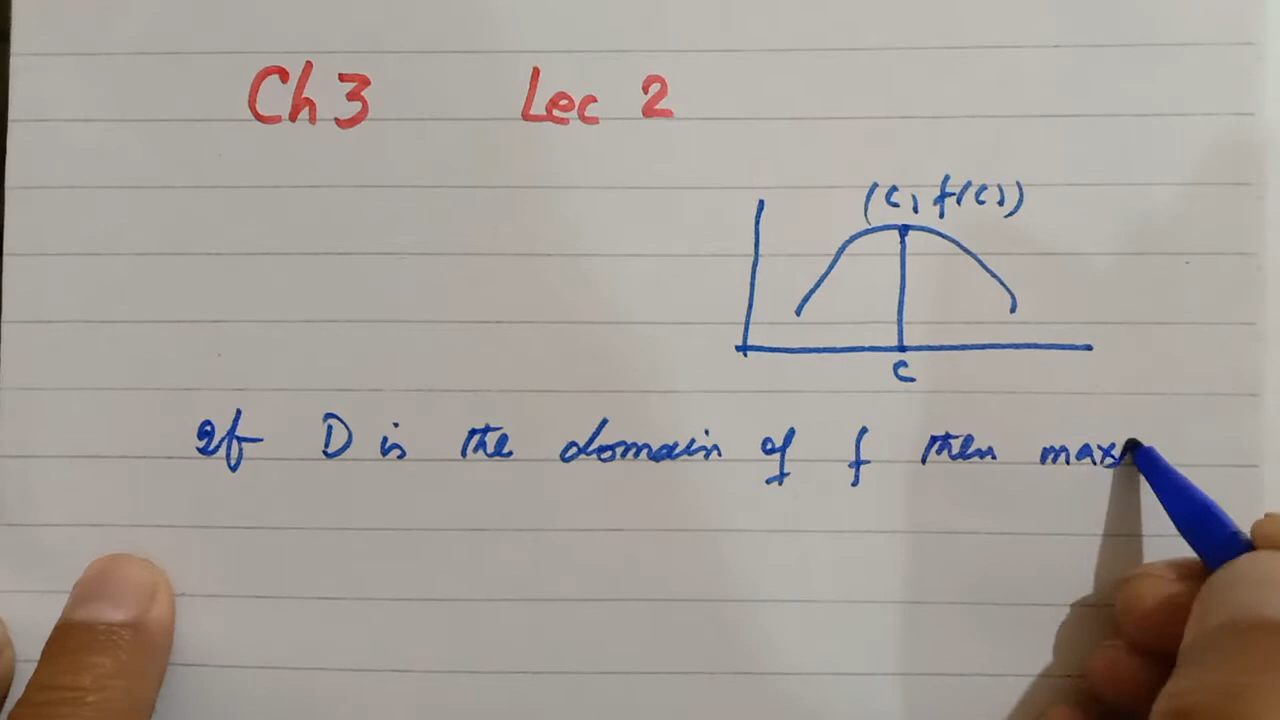 Ch 3 Lec 2
(c, f(c))
c
If D is the domain of f then max